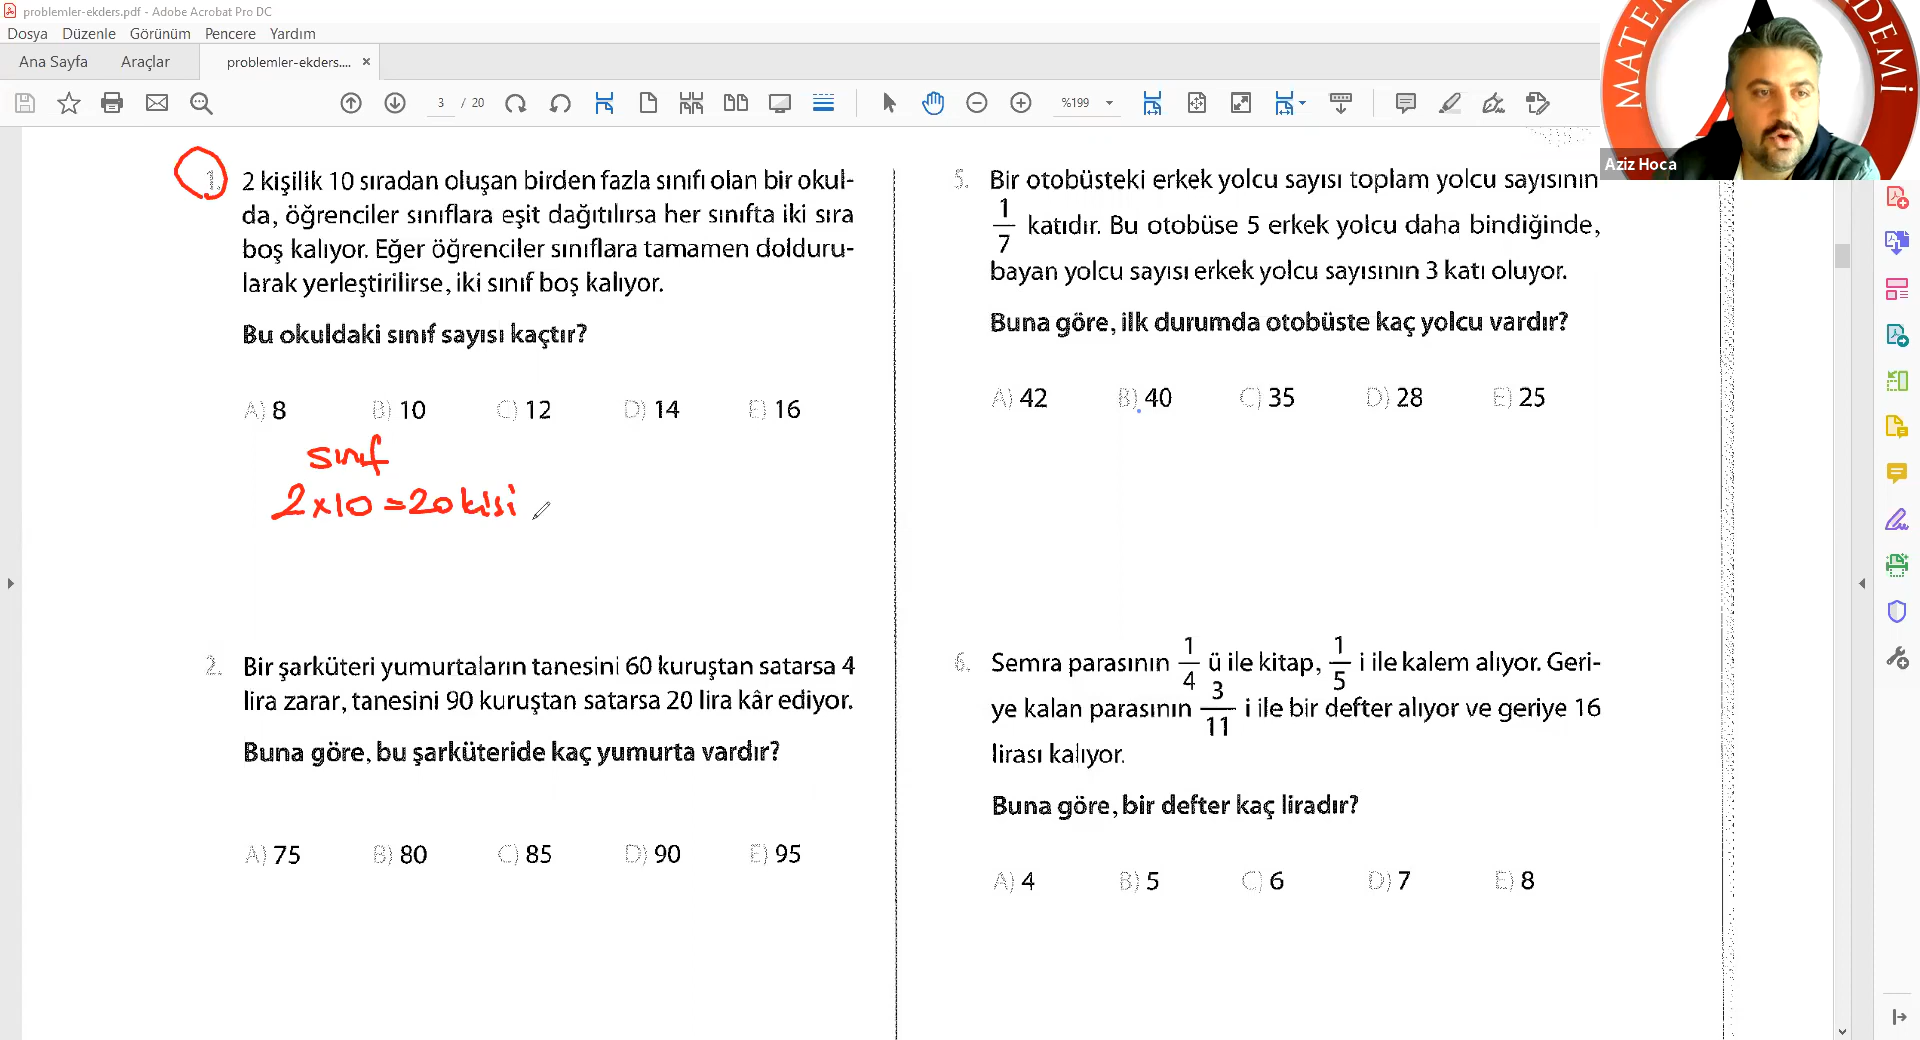 problemler-ekders.pdf - Adobe Acrobat Pro DC
Dosya Düzenle Görünüm Pencere Yardım
Ana Sayfa Araçlar problemler-ekders.... ×
3 / 20 %199
MATEM DEMİ
Aziz Hoca
1. 2 kişilik 10 sıradan oluşan birden fazla sınıfı olan bir okul-
da, öğrenciler sınıflara eşit dağıtılırsa her sınıfta iki sıra
boş kalıyor. Eğer öğrenciler sınıflara tamamen dolduru-
larak yerleştirilirse, iki sınıf boş kalıyor.
Bu okuldaki sınıf sayısı kaçtır?
A) 8 B) 10 C) 12 D) 14 E) 16
sınıf
2x10 = 20 kişi
2. Bir şarküteri yumurtaların tanesini 60 kuruştan satarsa 4
lira zarar, tanesini 90 kuruştan satarsa 20 lira kâr ediyor.
Buna göre, bu şarküteride kaç yumurta vardır?
A) 75 B) 80 C) 85 D) 90 E) 95
5. Bir otobüsteki erkek yolcu sayısı toplam yolcu sayısının
1/7 katıdır. Bu otobüse 5 erkek yolcu daha bindiğinde,
bayan yolcu sayısı erkek yolcu sayısının 3 katı oluyor.
Buna göre, ilk durumda otobüste kaç yolcu vardır?
A) 42 B) 40 C) 35 D) 28 E) 25
6. Semra parasının 1/4 ü ile kitap, 1/5 i ile kalem alıyor. Geri-
ye kalan parasının 3/11 i ile bir defter alıyor ve geriye 16
lirası kalıyor.
Buna göre, bir defter kaç liradır?
A) 4 B) 5 C) 6 D) 7 E) 8